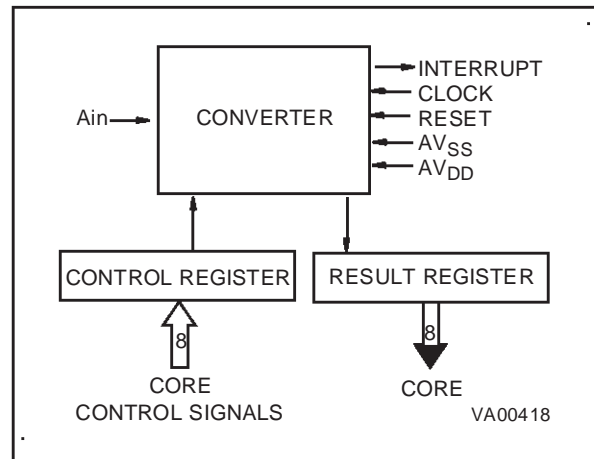 INTERRUPT
CLOCK
Ain
CONVERTER
RESET
AVSS
AVDD
CONTROL REGISTER
RESULT REGISTER
8
8
CORE
CONTROL SIGNALS
CORE
VA00418